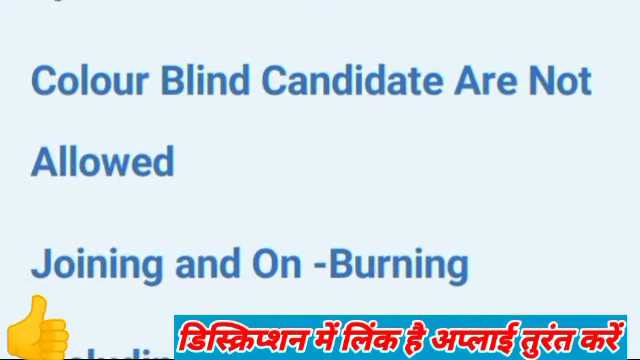 Colour Blind Candidate Are Not
Allowed
Joining and On -Burning
डिस्क्रिप्शन में लिंक है अप्लाई तुरंत करें